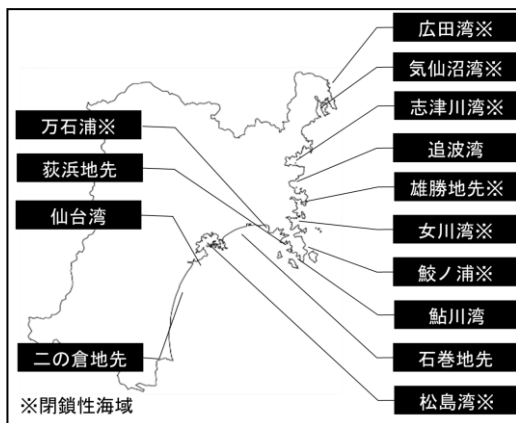 広田湾※
気仙沼湾※
志津川湾※
追波湾
雄勝地先※
女川湾※
鮫ノ浦※
鮎川湾
石巻地先
松島湾※
万石浦※
荻浜地先
仙台湾
二の倉地先
※閉鎖性海域